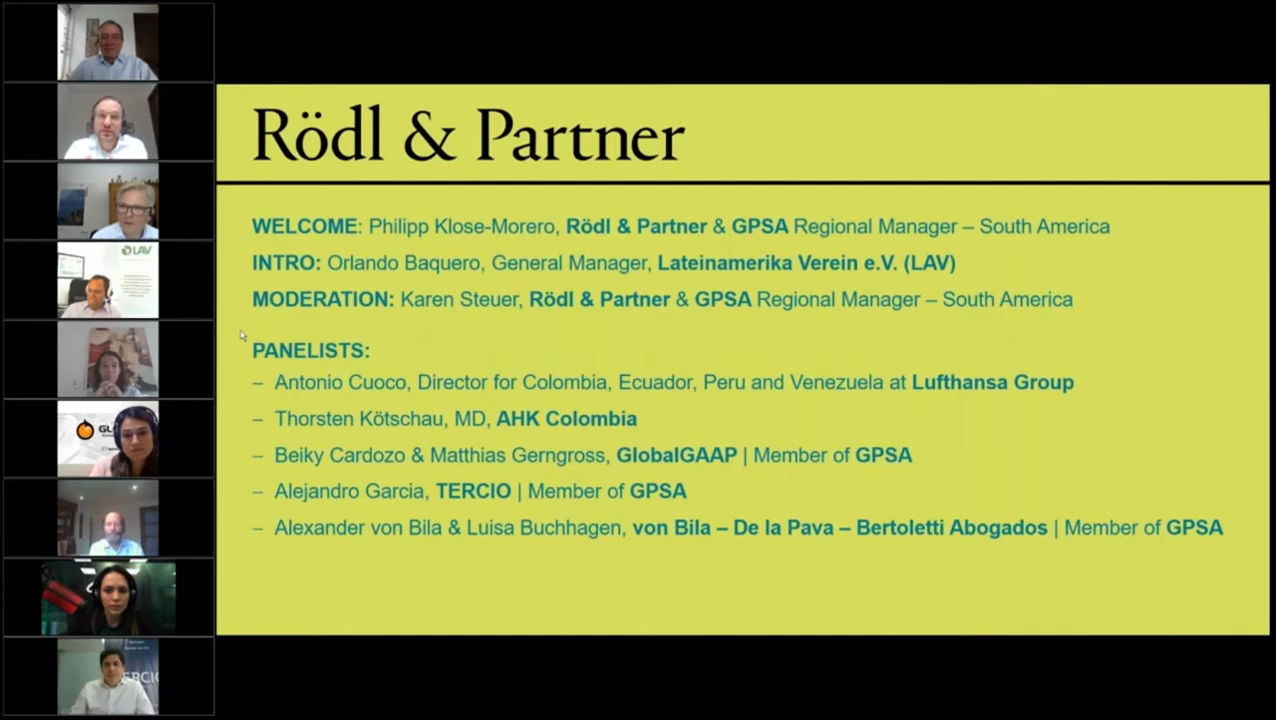 Rödl & Partner
WELCOME: Philipp Klose-Morero, Rödl & Partner & GPSA Regional Manager – South America
INTRO: Orlando Baquero, General Manager, Lateinamerika Verein e.V. (LAV)
MODERATION: Karen Steuer, Rödl & Partner & GPSA Regional Manager – South America
PANELISTS:
– Antonio Cuoco, Director for Colombia, Ecuador, Peru and Venezuela at Lufthansa Group
– Thorsten Kötschau, MD, AHK Colombia
– Beiky Cardozo & Matthias Gerngross, GlobalGAAP | Member of GPSA
– Alejandro Garcia, TERCIO | Member of GPSA
– Alexander von Bila & Luisa Buchhagen, von Bila – De la Pava – Bertoletti Abogados | Member of GPSA
LAV